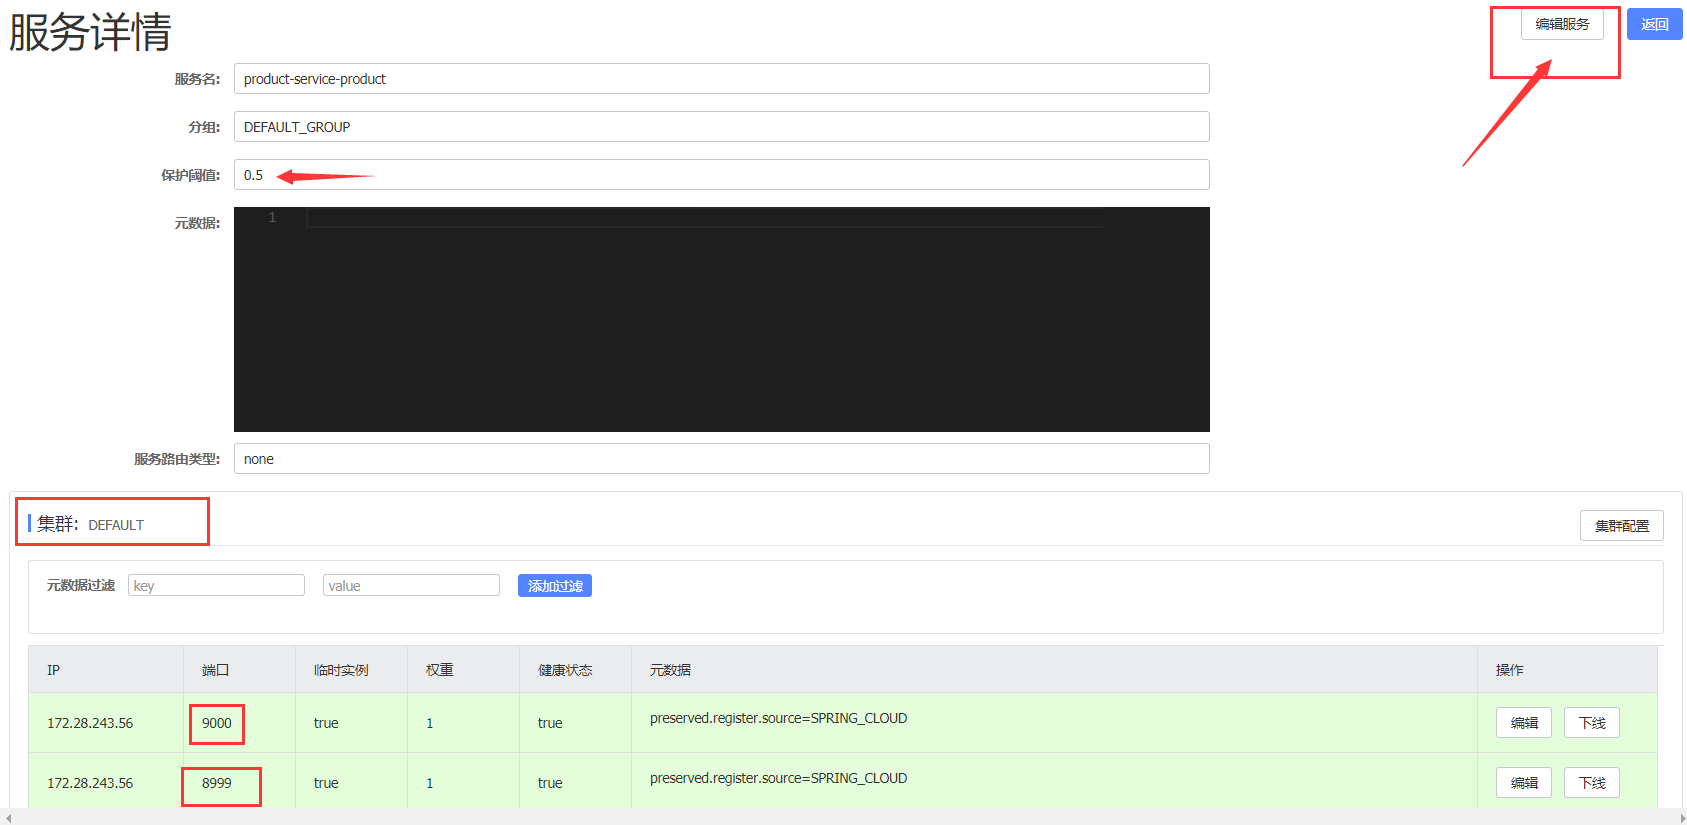 服务详情
编辑服务
返回
服务名: product-service-product
分组: DEFAULT_GROUP
保护阈值: 0.5
元数据: 1
服务路由类型: none
集群: DEFAULT
集群配置
元数据过滤 key value 添加过滤
IP 端口 临时实例 权重 健康状态 元数据 操作
172.28.243.56 9000 true 1 true preserved.register.source=SPRING_CLOUD 编辑 下线
172.28.243.56 8999 true 1 true preserved.register.source=SPRING_CLOUD 编辑 下线